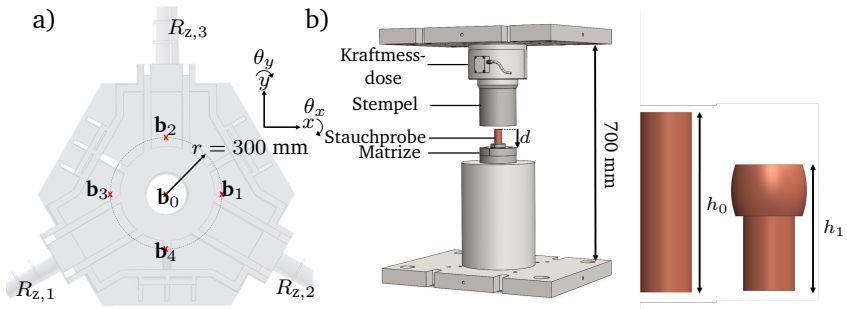 a)
R_{z,3}
θ_y
y
θ_x
x
b_2
r = 300 mm
b_3
b_0
b_1
b_4
R_{z,1}
R_{z,2}
b)
Kraftmess-
dose
Stempel
Stauchprobe
d
Matrize
700 mm
h_0
h_1